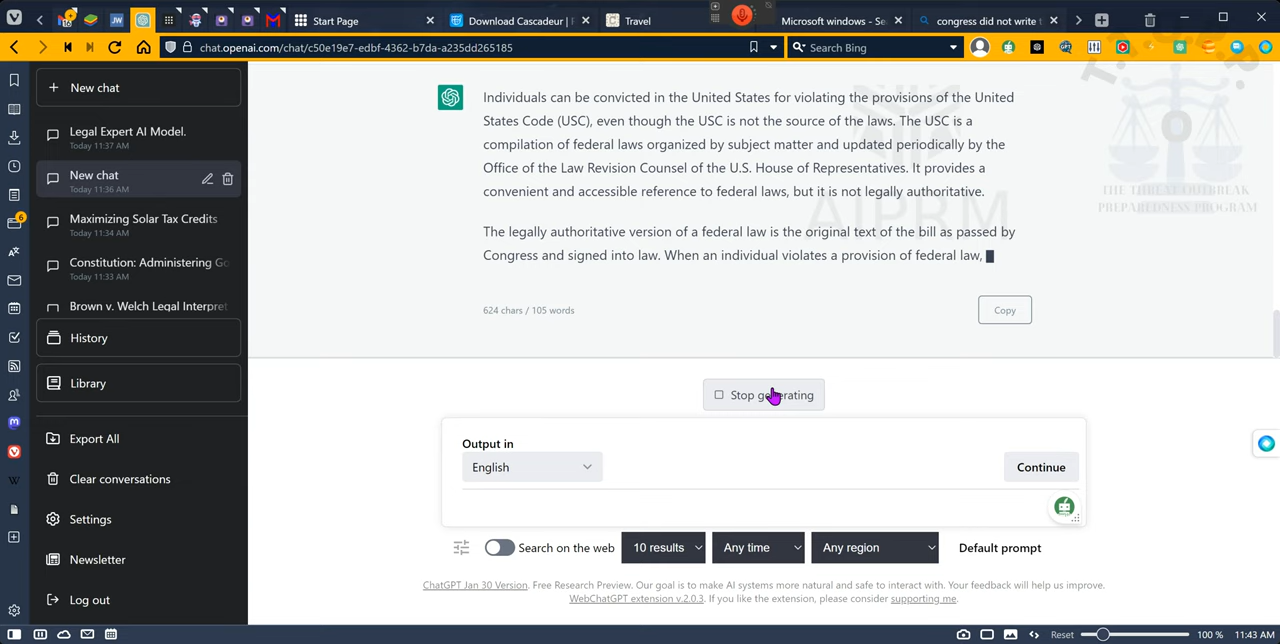 Start Page
Download Cascadeur |
Travel
Microsoft windows - Se
congress did not write t
chat.openai.com/chat/c50e19e7-edbf-4362-b7da-a235dd265185
Search Bing
New chat
Legal Expert AI Model.
Today 11:37 AM
New chat
Today 11:36 AM
Maximizing Solar Tax Credits
Today 11:34 AM
Constitution: Administering Go
Today 11:33 AM
Brown v. Welch Legal Interpret
History
Library
Export All
Clear conversations
Settings
Newsletter
Log out
6
Individuals can be convicted in the United States for violating the provisions of the United
States Code (USC), even though the USC is not the source of the laws. The USC is a
compilation of federal laws organized by subject matter and updated periodically by the
Office of the Law Revision Counsel of the U.S. House of Representatives. It provides a
convenient and accessible reference to federal laws, but it is not legally authoritative.
The legally authoritative version of a federal law is the original text of the bill as passed by
Congress and signed into law. When an individual violates a provision of federal law,
624 chars / 105 words
Copy
AIPRM
T.T.O.P.P.
THE THREAT OUTBREAK
PREPAREDNESS PROGRAM
Stop generating
Output in
English
Continue
Search on the web
10 results
Any time
Any region
Default prompt
ChatGPT Jan 30 Version. Free Research Preview. Our goal is to make AI systems more natural and safe to interact with. Your feedback will help us improve.
WebChatGPT extension v.2.0.3. If you like the extension, please consider supporting me.
Reset
100 %
11:43 AM